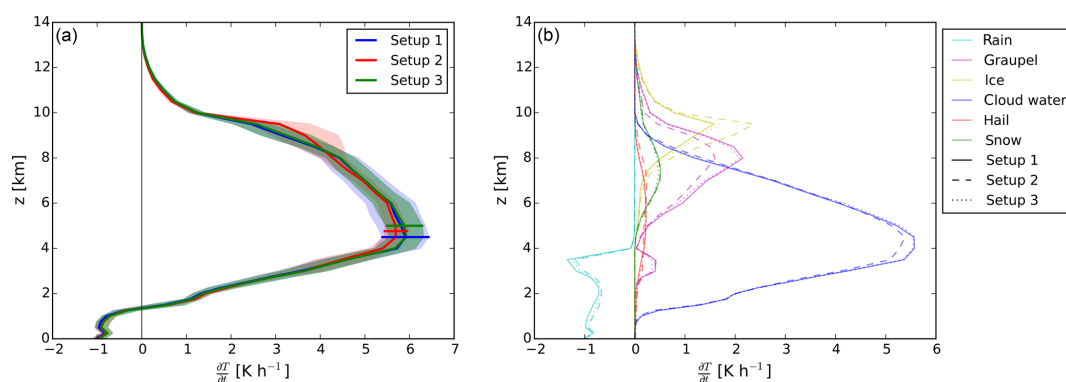 (a)
Setup 1
Setup 2
Setup 3
z [km]
14
12
10
8
6
4
2
0
−2 −1 0 1 2 3 4 5 6 7
∂T/∂t [K h⁻¹]
(b)
Rain
Graupel
Ice
Cloud water
Hail
Snow
Setup 1
Setup 2
Setup 3
z [km]
14
12
10
8
6
4
2
0
−2 −1 0 1 2 3 4 5 6
∂T/∂t [K h⁻¹]